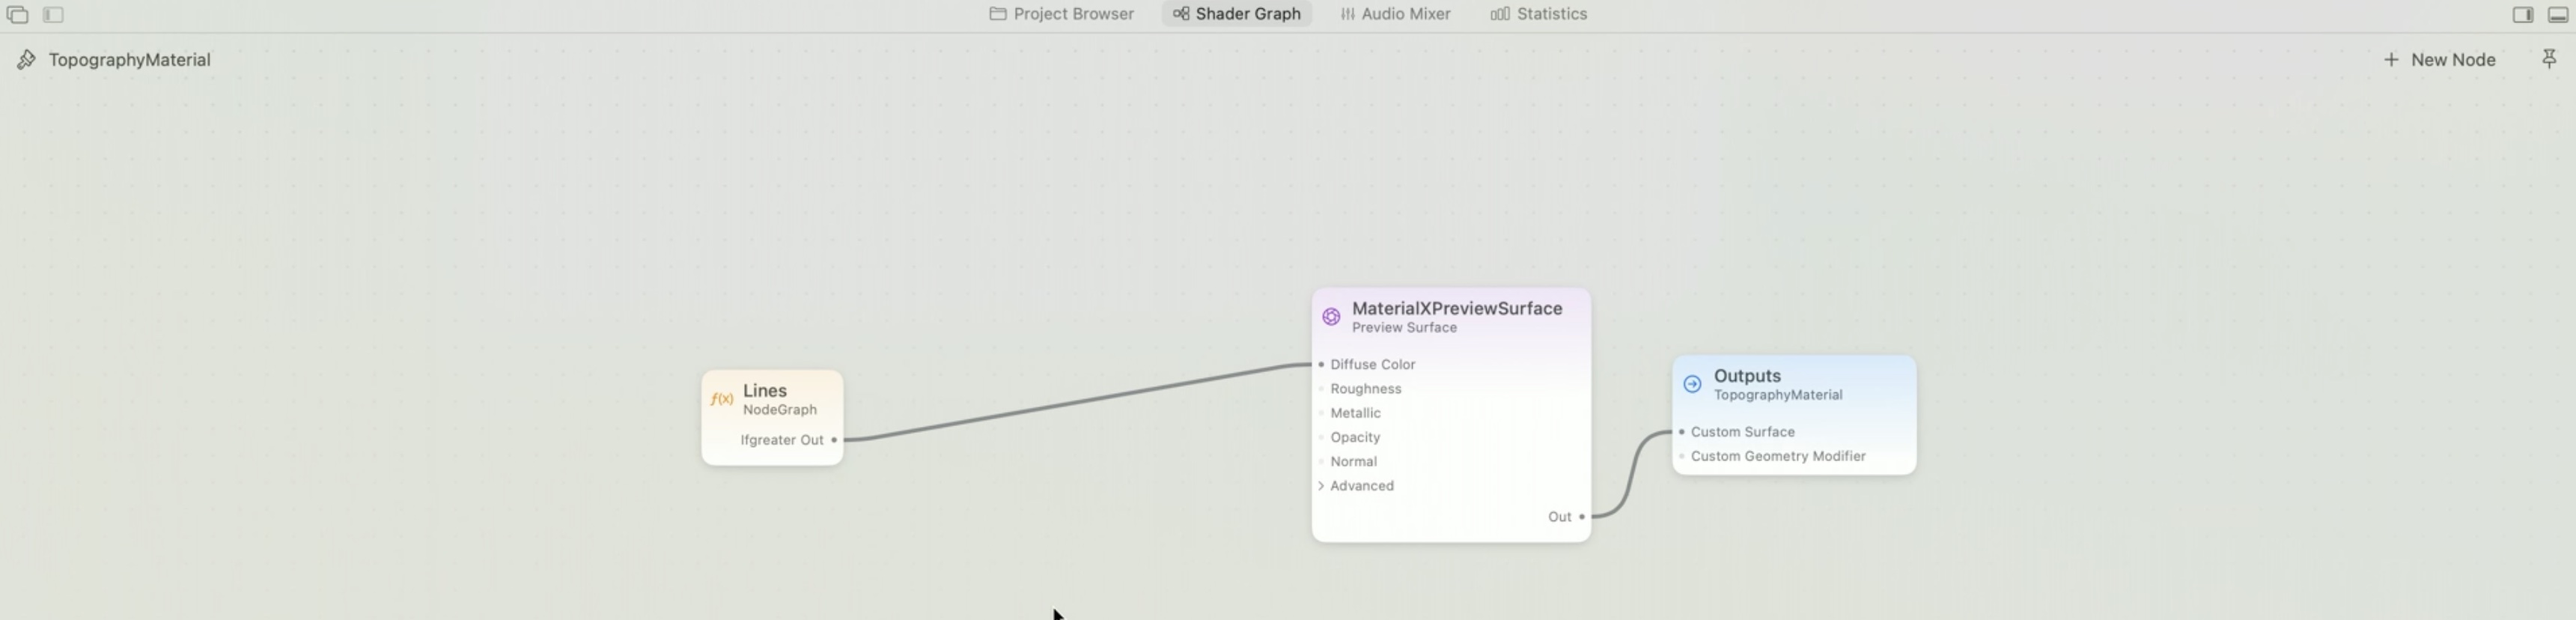 Project Browser
Shader Graph
Audio Mixer
Statistics
TopographyMaterial
New Node
Lines
f(x)
NodeGraph
Ifgreater Out
MaterialXPreviewSurface
Preview Surface
Diffuse Color
Roughness
Metallic
Opacity
Normal
Advanced
Out
Outputs
TopographyMaterial
Custom Surface
Custom Geometry Modifier